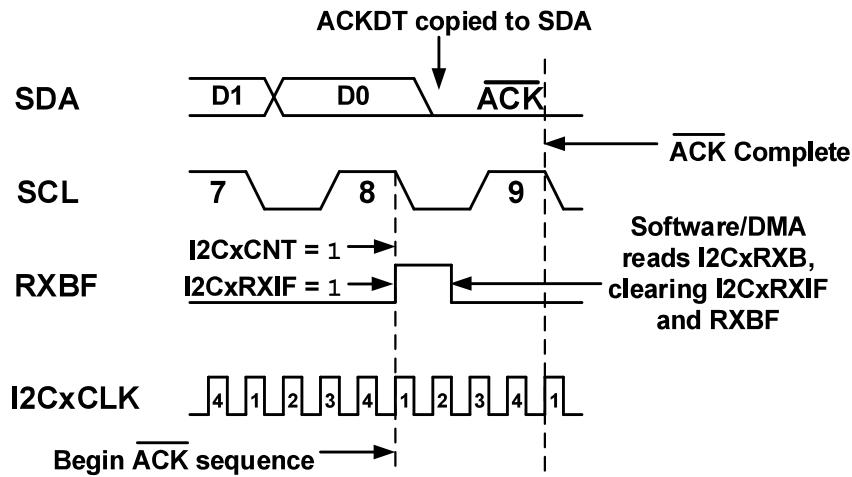 ACKDT copied to SDA
SDA
D1
D0
ACK
ACK Complete
SCL
7
8
9
I2CxCNT = 1
Software/DMA
reads I2CxRXB,
clearing I2CxRXIF
and RXBF
RXBF
I2CxRXIF = 1
I2CxCLK
4 1 2 3 4 1 2 3 4 1
Begin ACK sequence